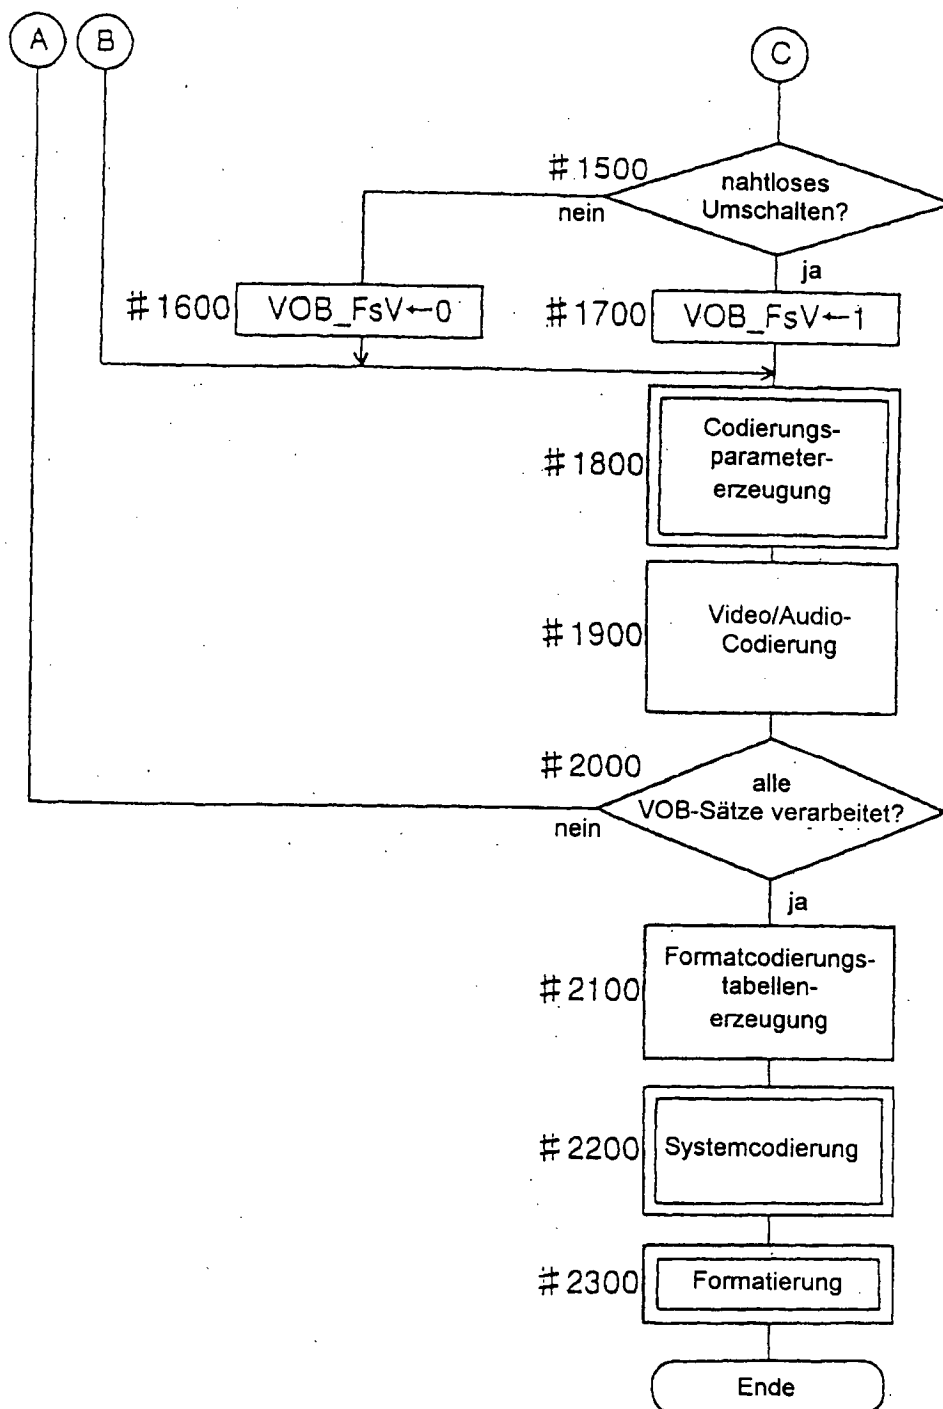 A
B
C
#1500
nahtloses
Umschalten?
nein
ja
#1600
VOB_FsV←0
#1700
VOB_FsV←1
#1800
Codierungs-
parameter-
erzeugung
#1900
Video/Audio-
Codierung
#2000
alle
VOB-Sätze verarbeitet?
nein
ja
#2100
Formatcodierungs-
tabellen-
erzeugung
#2200
Systemcodierung
#2300
Formatierung
Ende